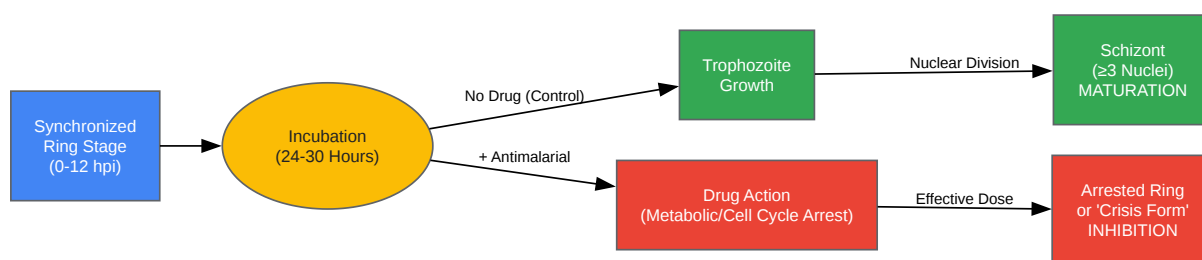 Synchronized
Ring Stage
(0-12 hpi)
Incubation
(24-30 Hours)
No Drug (Control)
Trophozoite
Growth
Nuclear Division
Schizont
(≥3 Nuclei)
MATURATION
+ Antimalarial
Drug Action
(Metabolic/Cell Cycle Arrest)
Effective Dose
Arrested Ring
or 'Crisis Form'
INHIBITION